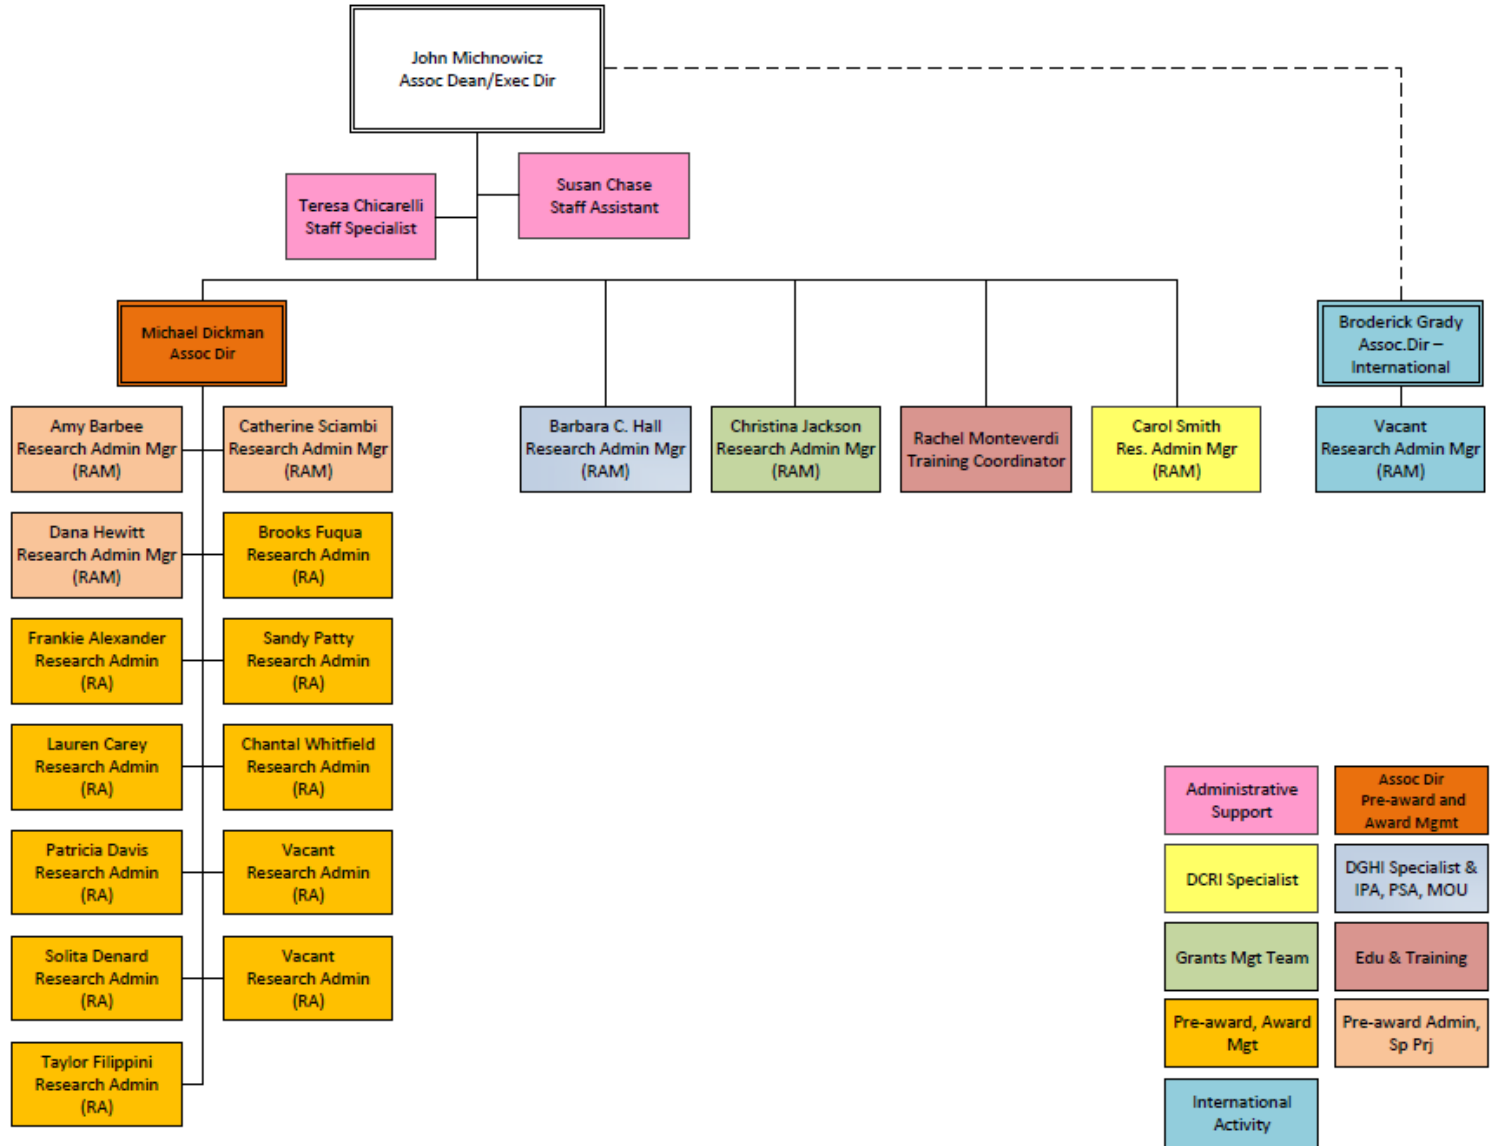 John Michnowicz
Assoc Dean/Exec Dir
Teresa Chicarelli
Staff Specialist
Susan Chase
Staff Assistant
Michael Dickman
Assoc Dir
Broderick Grady
Assoc.Dir –
International
Amy Barbee
Research Admin Mgr
(RAM)
Catherine Sciambi
Research Admin Mgr
(RAM)
Barbara C. Hall
Research Admin Mgr
(RAM)
Christina Jackson
Research Admin Mgr
(RAM)
Rachel Monteverdi
Training Coordinator
Carol Smith
Res. Admin Mgr
(RAM)
Vacant
Research Admin Mgr
(RAM)
Dana Hewitt
Research Admin Mgr
(RAM)
Brooks Fuqua
Research Admin
(RA)
Frankie Alexander
Research Admin
(RA)
Sandy Patty
Research Admin
(RA)
Lauren Carey
Research Admin
(RA)
Chantal Whitfield
Research Admin
(RA)
Patricia Davis
Research Admin
(RA)
Vacant
Research Admin
(RA)
Solita Denard
Research Admin
(RA)
Vacant
Research Admin
(RA)
Taylor Filippini
Research Admin
(RA)
Administrative
Support
Assoc Dir
Pre-award and
Award Mgmt
DCRI Specialist
DGHI Specialist &
IPA, PSA, MOU
Grants Mgt Team
Edu & Training
Pre-award, Award
Mgt
Pre-award Admin,
Sp Prj
International
Activity